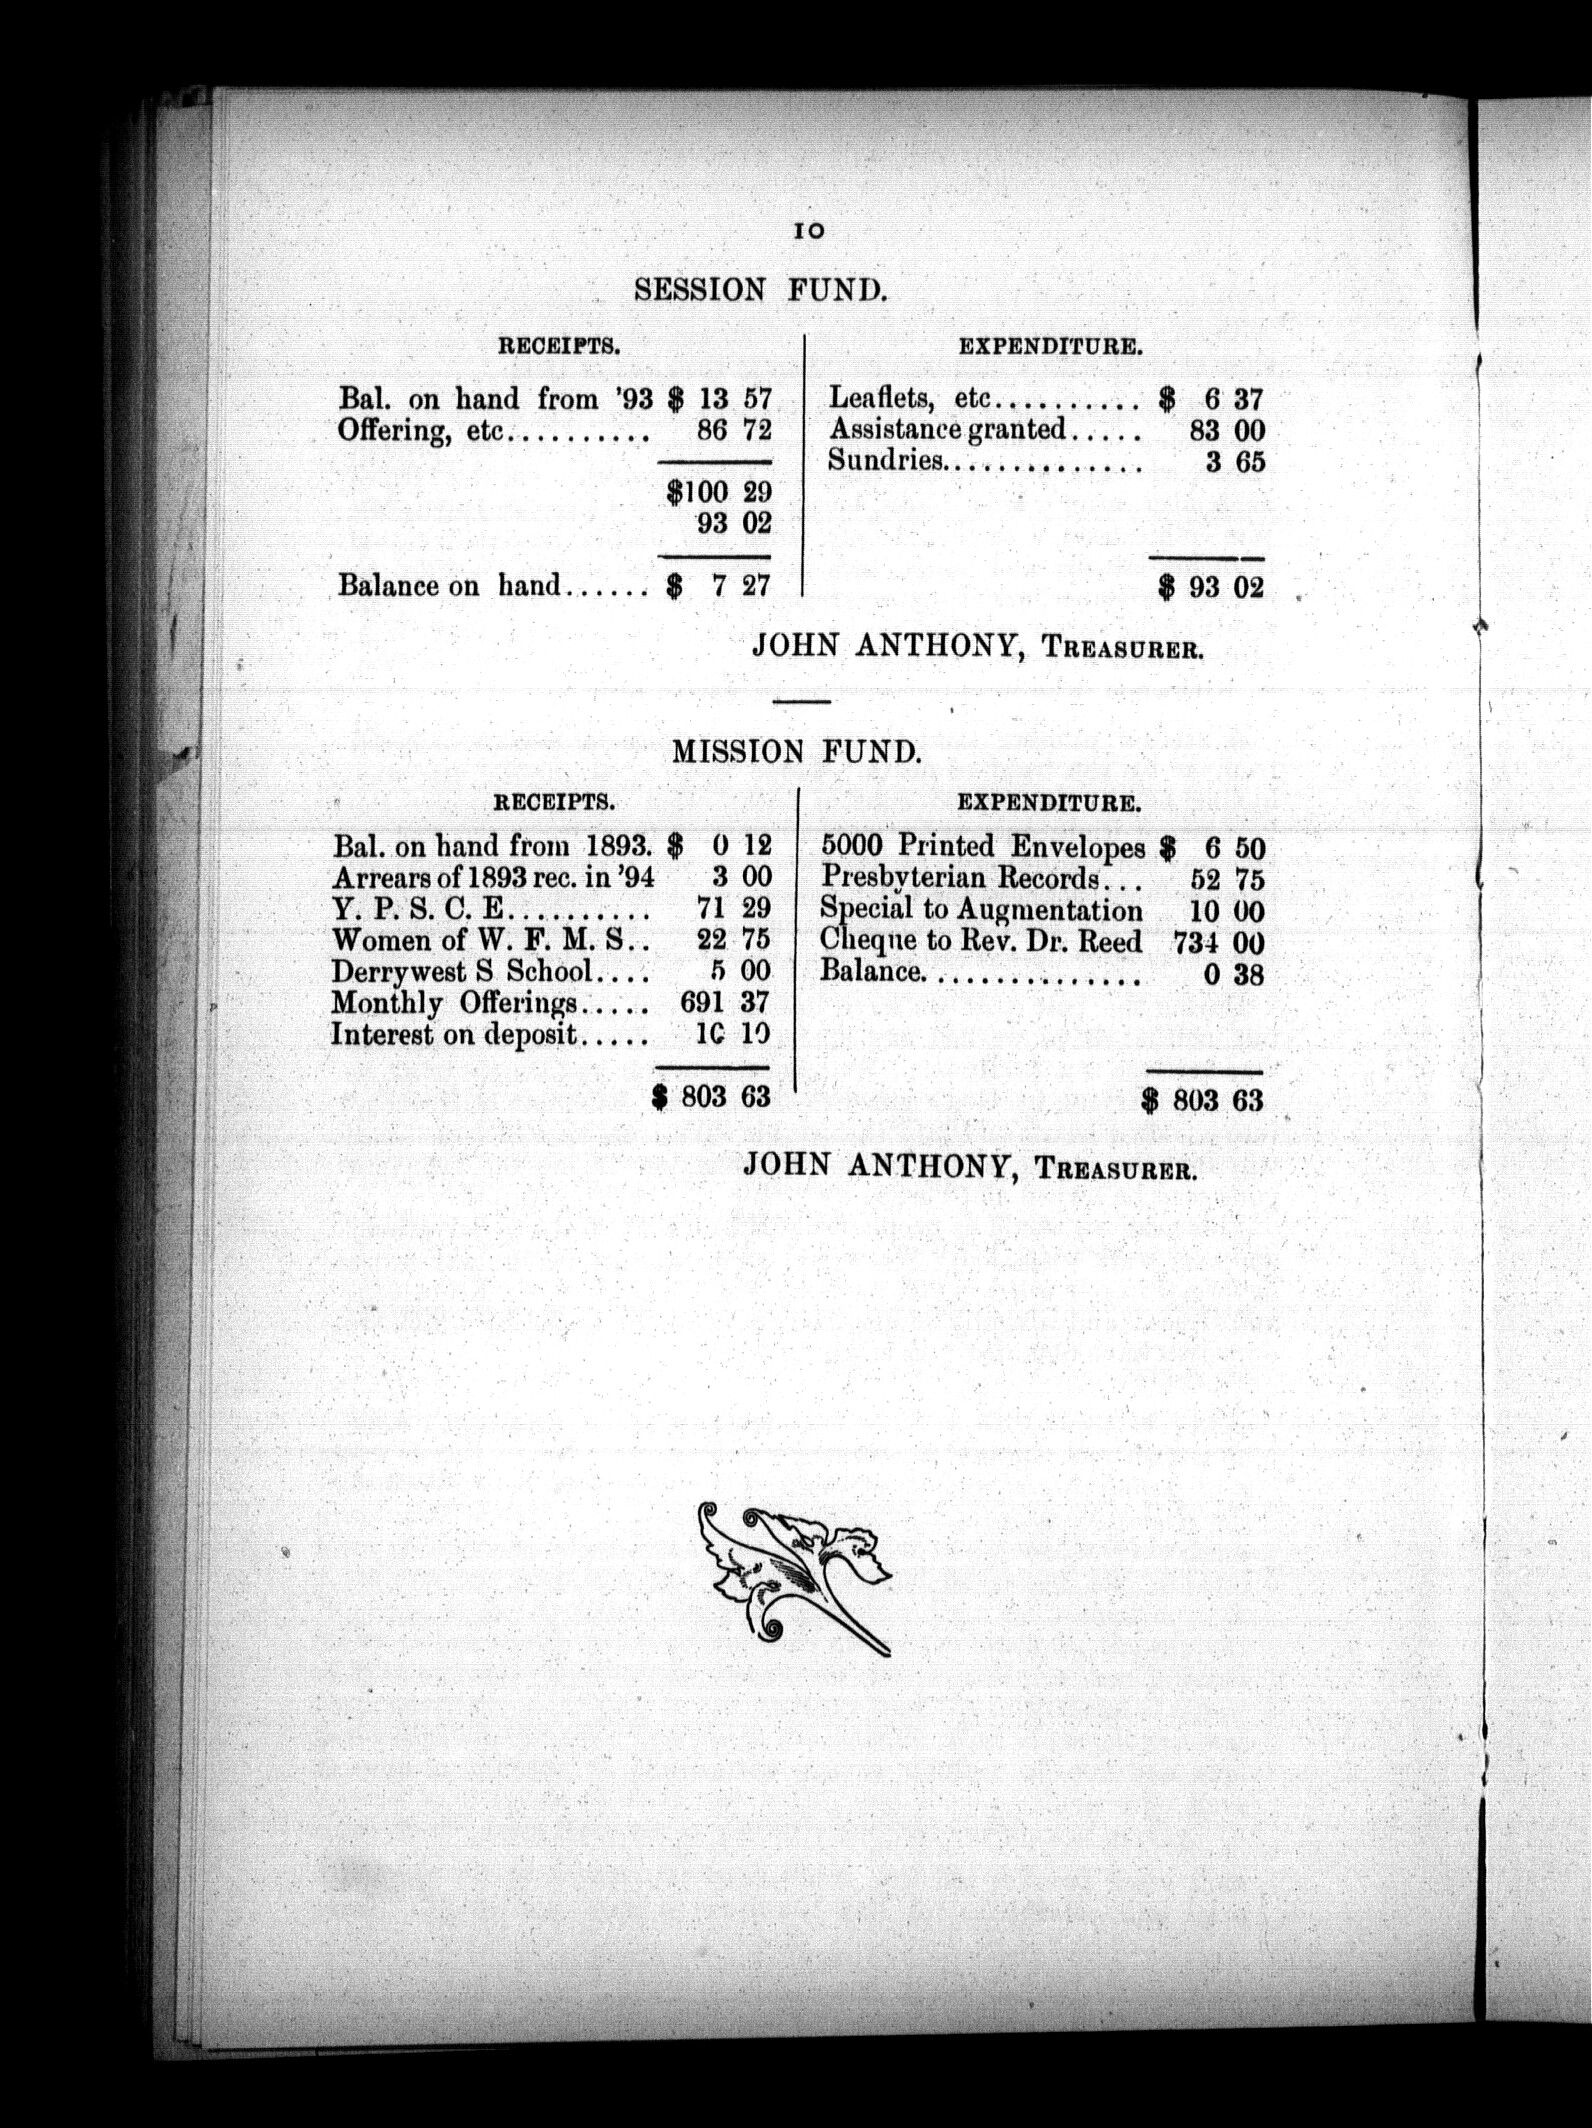 10
SESSION FUND.
RECEIPTS.
Bal. on hand from '93 $ 13 57
Offering, etc.......... 86 72
$100 29
93 02
Balance on hand...... $ 7 27
EXPENDITURE.
Leaflets, etc.......... $ 6 37
Assistance granted..... 83 00
Sundries.............. 3 65
$ 93 02
JOHN ANTHONY, TREASURER.
MISSION FUND.
RECEIPTS.
Bal. on hand from 1893. $ 0 12
Arrears of 1893 rec. in '94 3 00
Y. P. S. C. E.......... 71 29
Women of W. F. M. S.. 22 75
Derrywest S School.... 5 00
Monthly Offerings..... 691 37
Interest on deposit..... 10 10
$ 803 63
EXPENDITURE.
5000 Printed Envelopes $ 6 50
Presbyterian Records... 52 75
Special to Augmentation 10 00
Cheque to Rev. Dr. Reed 734 00
Balance............... 0 38
$ 803 63
JOHN ANTHONY, TREASURER.